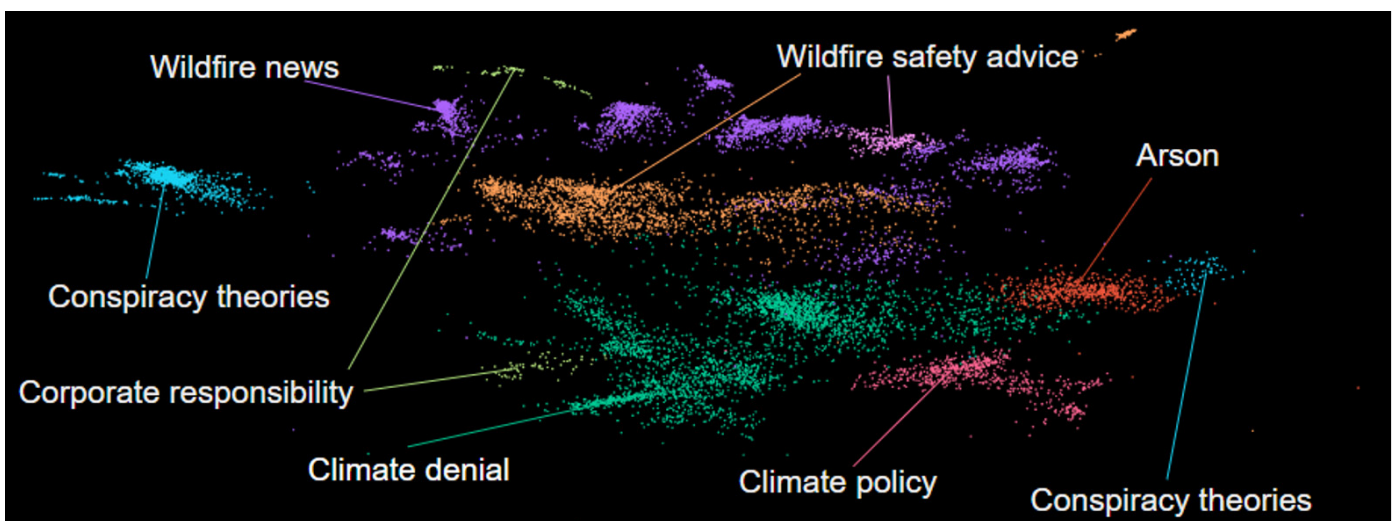 Wildfire news
Wildfire safety advice
Arson
Conspiracy theories
Corporate responsibility
Climate denial
Climate policy
Conspiracy theories